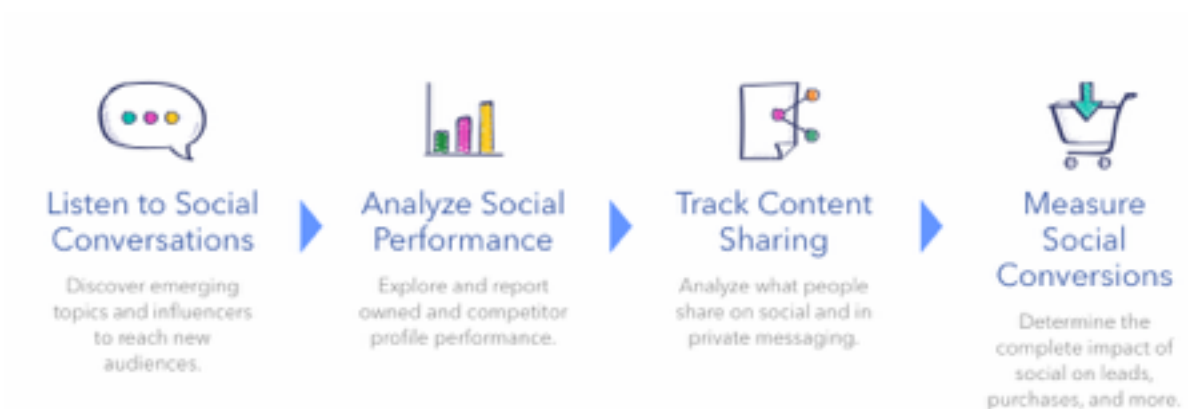 Listen to Social
Conversations
Discover emerging
topics and influencers
to reach new
audiences.
Analyze Social
Performance
Explore and report
owned and competitor
profile performance.
Track Content
Sharing
Analyze what people
share on social and in
private messaging.
Measure
Social
Conversions
Determine the
complete impact of
social on leads,
purchases, and more.